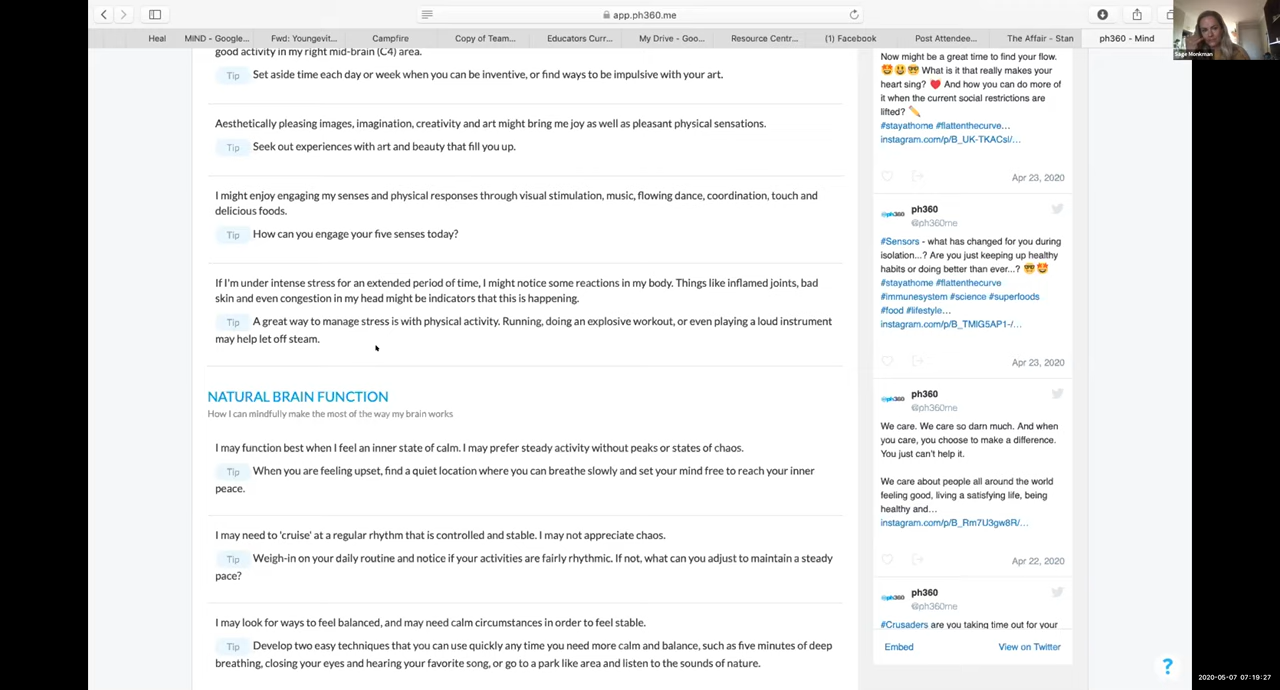 app.ph360.me
Heal
MIND - Google...
Fwd: Youngevit...
Campfire
Copy of Team...
Educators Curr...
My Drive - Goo...
Resource Centr...
(1) Facebook
Post Attendee...
The Affair - Stan
ph360 - Mind
Sage Monkman
good activity in my right mid-brain (C4) area.
Tip Set aside time each day or week when you can be inventive, or find ways to be impulsive with your art.
Aesthetically pleasing images, imagination, creativity and art might bring me joy as well as pleasant physical sensations.
Tip Seek out experiences with art and beauty that fill you up.
I might enjoy engaging my senses and physical responses through visual stimulation, music, flowing dance, coordination, touch and
delicious foods.
Tip How can you engage your five senses today?
If I'm under intense stress for an extended period of time, I might notice some reactions in my body. Things like inflamed joints, bad
skin and even congestion in my head might be indicators that this is happening.
Tip A great way to manage stress is with physical activity. Running, doing an explosive workout, or even playing a loud instrument
may help let off steam.
NATURAL BRAIN FUNCTION
How I can mindfully make the most of the way my brain works
I may function best when I feel an inner state of calm. I may prefer steady activity without peaks or states of chaos.
Tip When you are feeling upset, find a quiet location where you can breathe slowly and set your mind free to reach your inner
peace.
I may need to 'cruise' at a regular rhythm that is controlled and stable. I may not appreciate chaos.
Tip Weigh-in on your daily routine and notice if your activities are fairly rhythmic. If not, what can you adjust to maintain a steady
pace?
I may look for ways to feel balanced, and may need calm circumstances in order to feel stable.
Tip Develop two easy techniques that you can use quickly any time you need more calm and balance, such as five minutes of deep
breathing, closing your eyes and hearing your favorite song, or go to a park like area and listen to the sounds of nature.
Now might be a great time to find your flow.
🤩😃🤓 What is it that really makes your
heart sing? ❤️ And how you can do more of
it when the current social restrictions are
lifted? ✏️
#stayathome #flattenthecurve...
instagram.com/p/B_UK-TKACsl/...
Apr 23, 2020
ph360
@ph360me
#Sensors - what has changed for you during
isolation...? Are you just keeping up healthy
habits or doing better than ever...? 🤓🤩
#stayathome #flattenthecurve
#immunesystem #science #superfoods
#food #lifestyle...
instagram.com/p/B_TMIG5AP1-/...
Apr 23, 2020
ph360
@ph360me
We care. We care so darn much. And when
you care, you choose to make a difference.
You just can't help it.
We care about people all around the world
feeling good, living a satisfying life, being
healthy and...
instagram.com/p/B_Rm7U3gw8R/...
Apr 22, 2020
ph360
@ph360me
#Crusaders are you taking time out for your
Embed
View on Twitter
?
2020-05-07 07:19:27